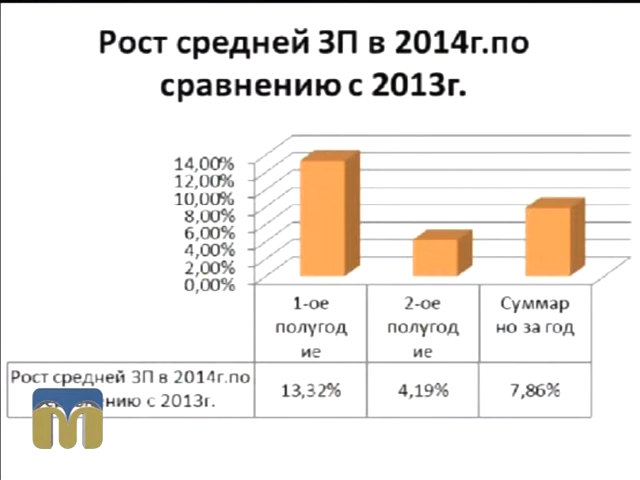 Рост средней ЗП в 2014г.по
сравнению с 2013г.
14,00%
12,00%
10,00%
8,00%
6,00%
4,00%
2,00%
0,00%
1-ое
полугод
ие
2-ое
полугод
ие
Суммар
но за год
Рост средней ЗП в 2014г.по
сравнению с 2013г.
13,32%
4,19%
7,86%